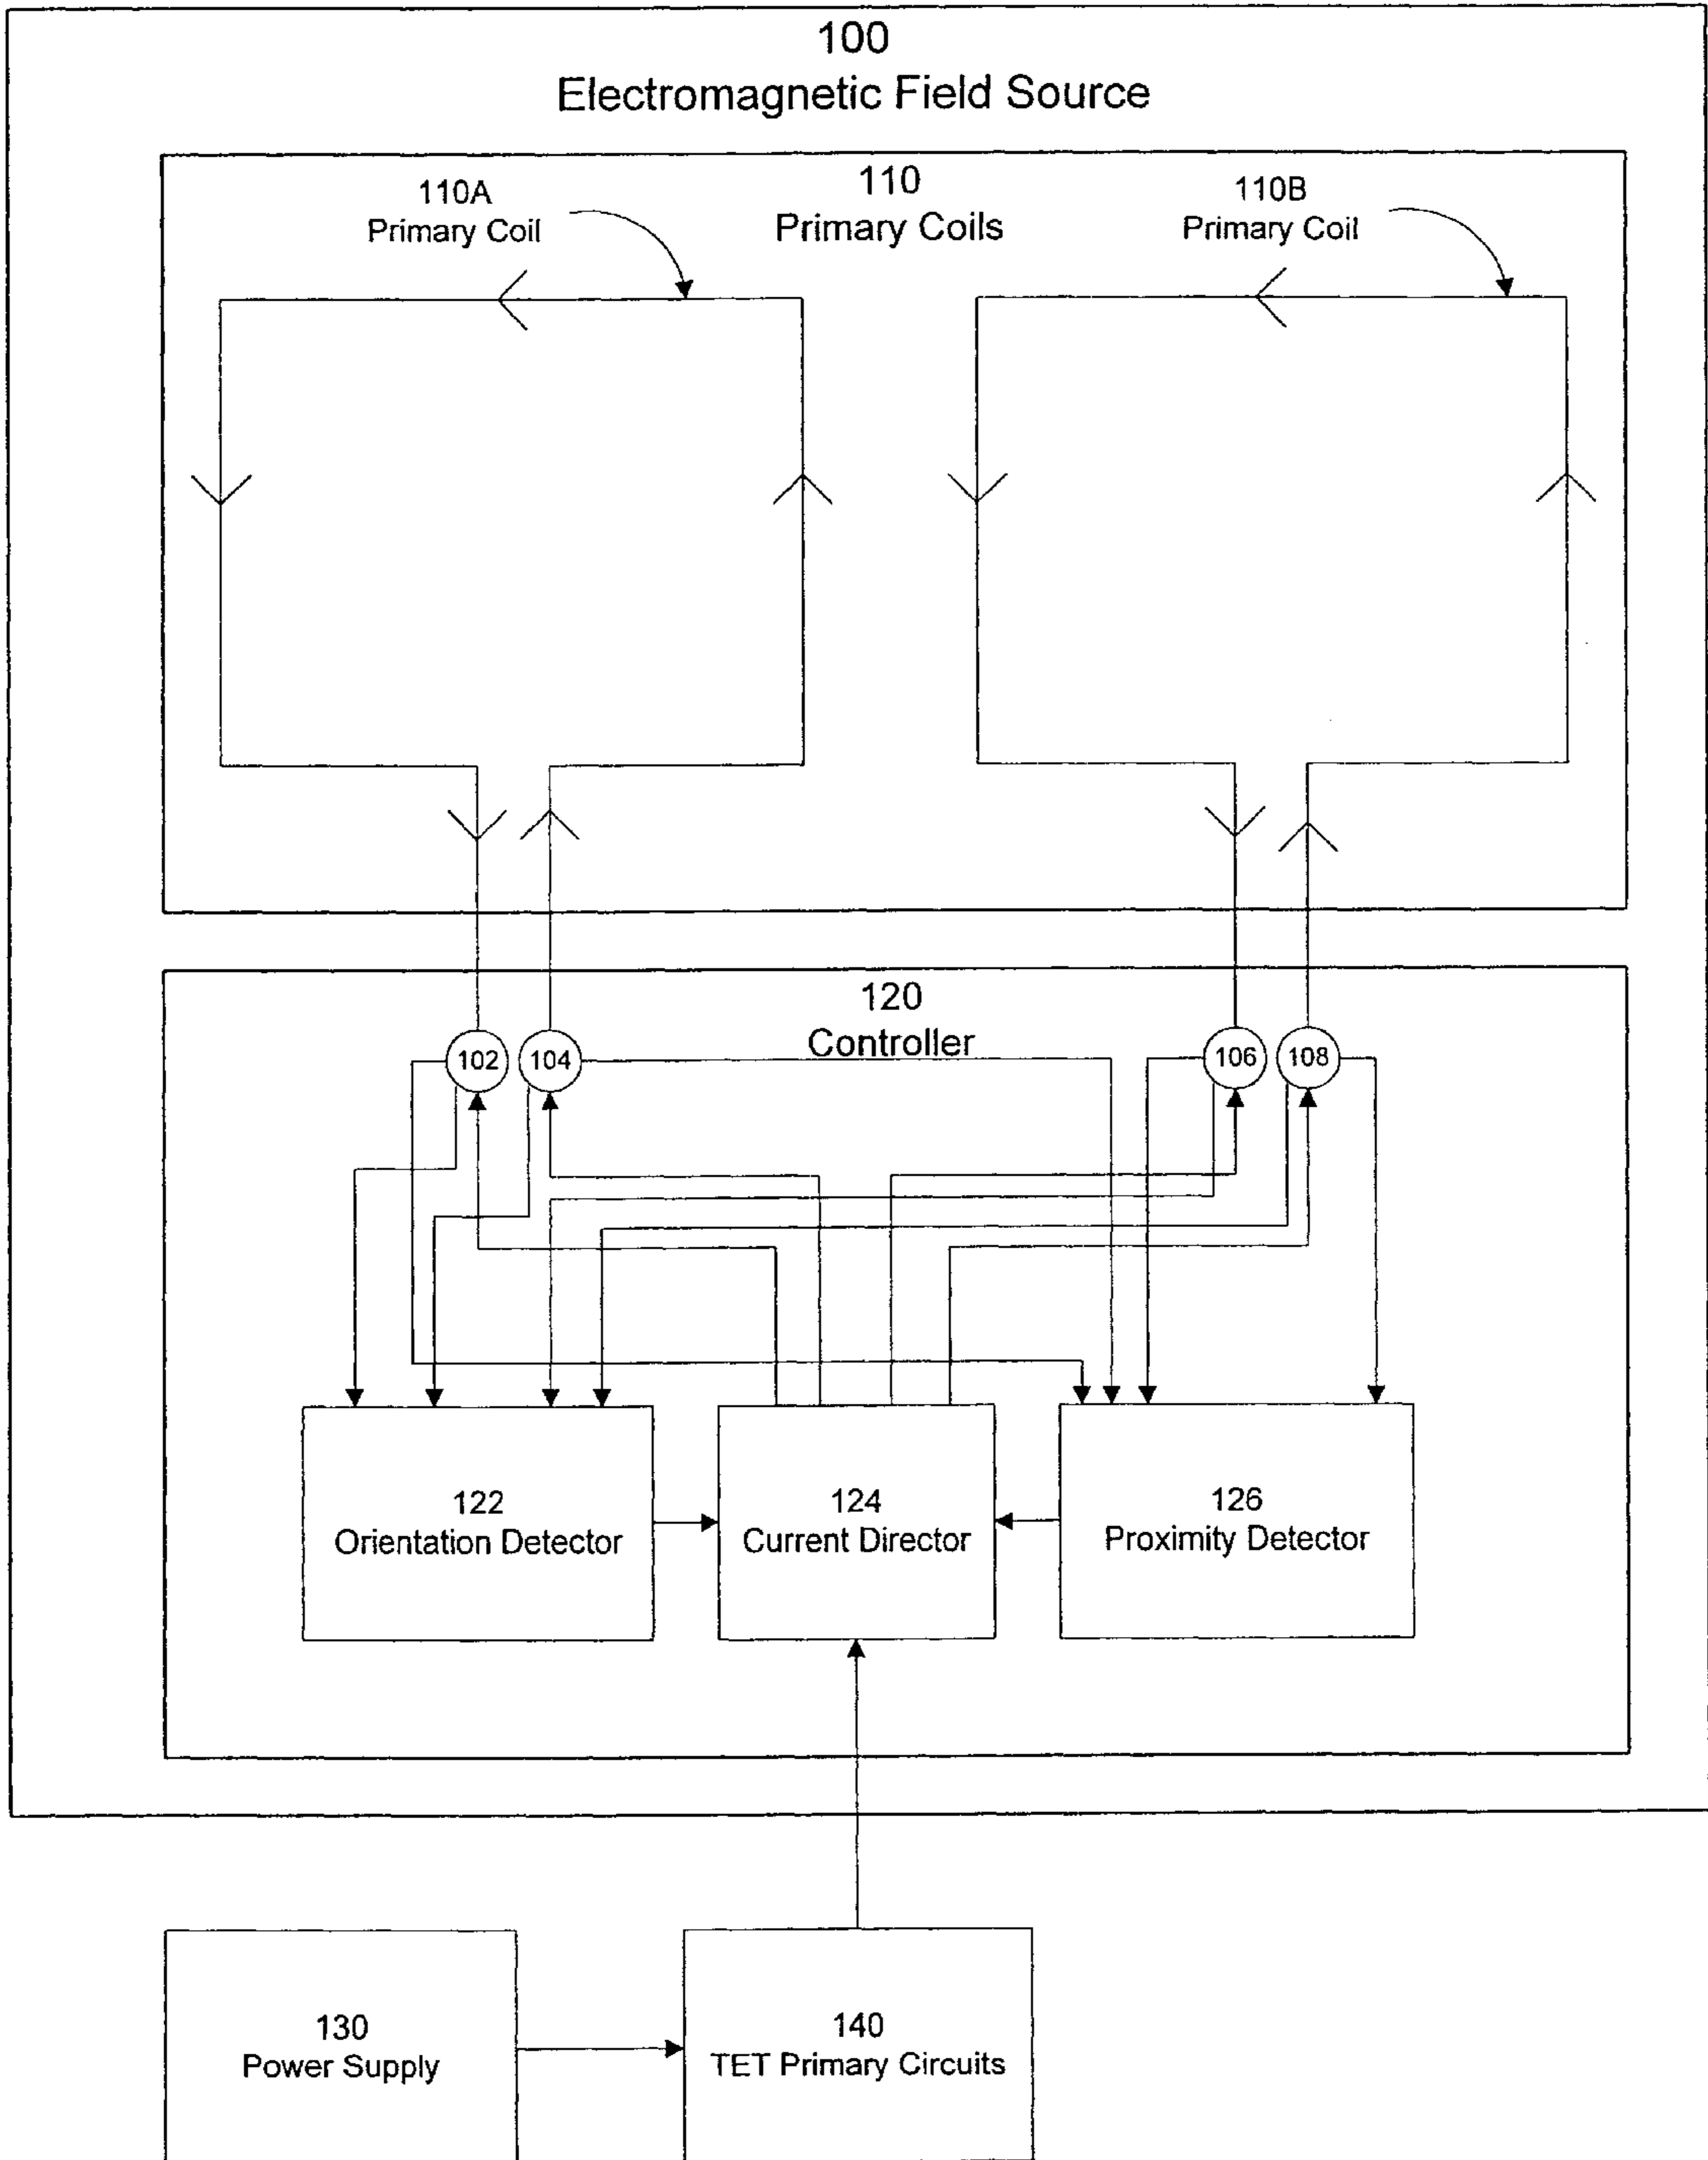 100
Electromagnetic Field Source
110A
Primary Coil
110
Primary Coils
110B
Primary Coil
120
Controller
102
104
106
108
122
Orientation Detector
124
Current Director
126
Proximity Detector
130
Power Supply
140
TET Primary Circuits